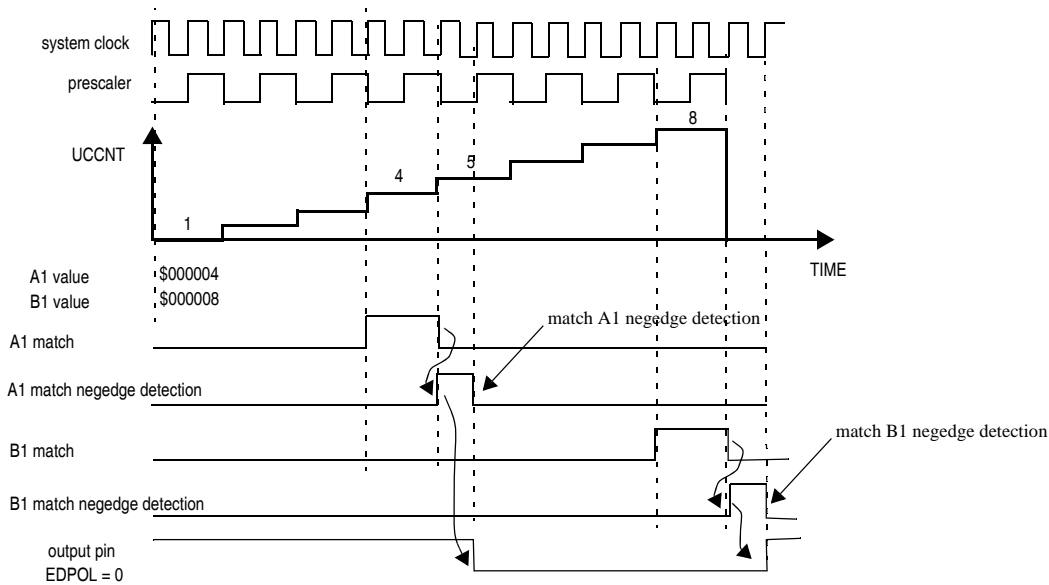 system clock
prescaler
UCCNT
8
4
5
1
TIME
A1 value
$000004
B1 value
$000008
match A1 negedge detection
A1 match
A1 match negedge detection
match B1 negedge detection
B1 match
B1 match negedge detection
output pin
EDPOL = 0